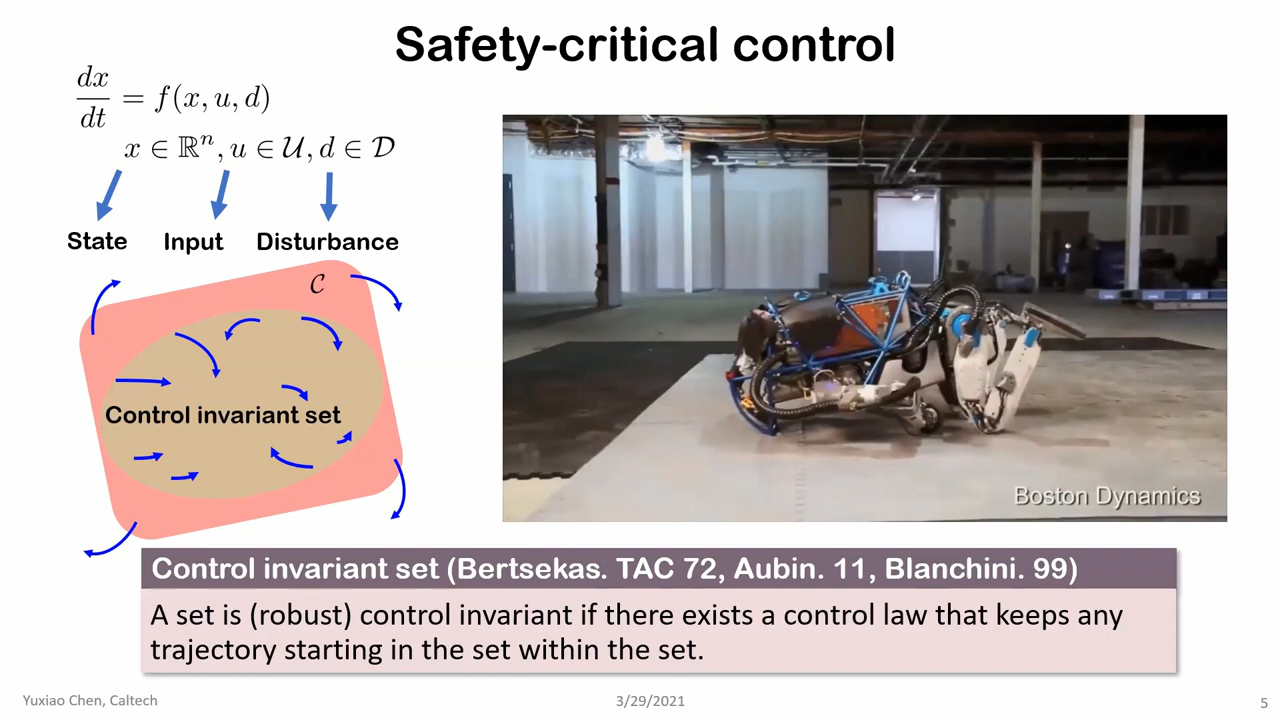 Safety-critical control
dx/dt = f(x, u, d)
x ∈ ℝⁿ, u ∈ 𝒰, d ∈ 𝒟
State Input Disturbance
𝒞
Control invariant set
Boston Dynamics
Control invariant set (Bertsekas. TAC 72, Aubin. 11, Blanchini. 99)
A set is (robust) control invariant if there exists a control law that keeps any
trajectory starting in the set within the set.
Yuxiao Chen, Caltech 3/29/2021 5